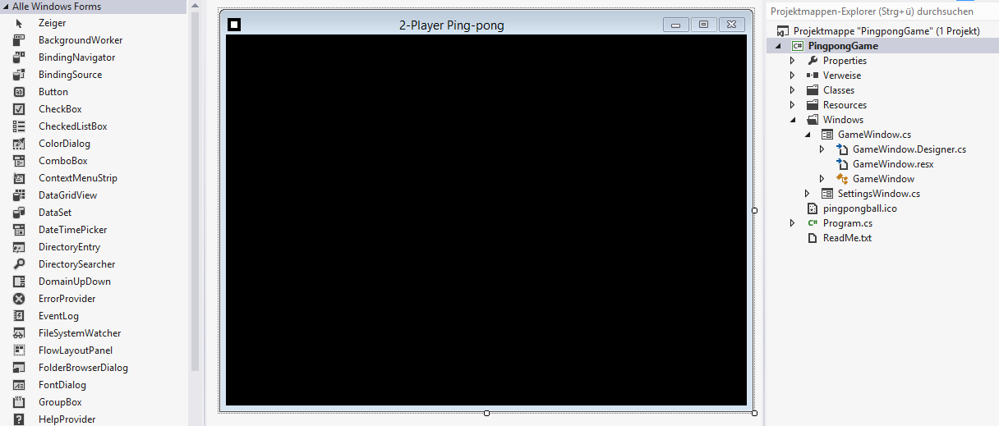 Alle Windows Forms
Zeiger
BackgroundWorker
BindingNavigator
BindingSource
Button
CheckBox
CheckedListBox
ColorDialog
ComboBox
ContextMenuStrip
DataGridView
DataSet
DateTimePicker
DirectoryEntry
DirectorySearcher
DomainUpDown
ErrorProvider
EventLog
FileSystemWatcher
FlowLayoutPanel
FolderBrowserDialog
FontDialog
GroupBox
HelpProvider
2-Player Ping-pong
Projektmappen-Explorer (Strg+ü) durchsuchen
Projektmappe "PingpongGame" (1 Projekt)
C# PingpongGame
Properties
Verweise
Classes
Resources
Windows
GameWindow.cs
GameWindow.Designer.cs
GameWindow.resx
GameWindow
SettingsWindow.cs
pingpongball.ico
C# Program.cs
ReadMe.txt